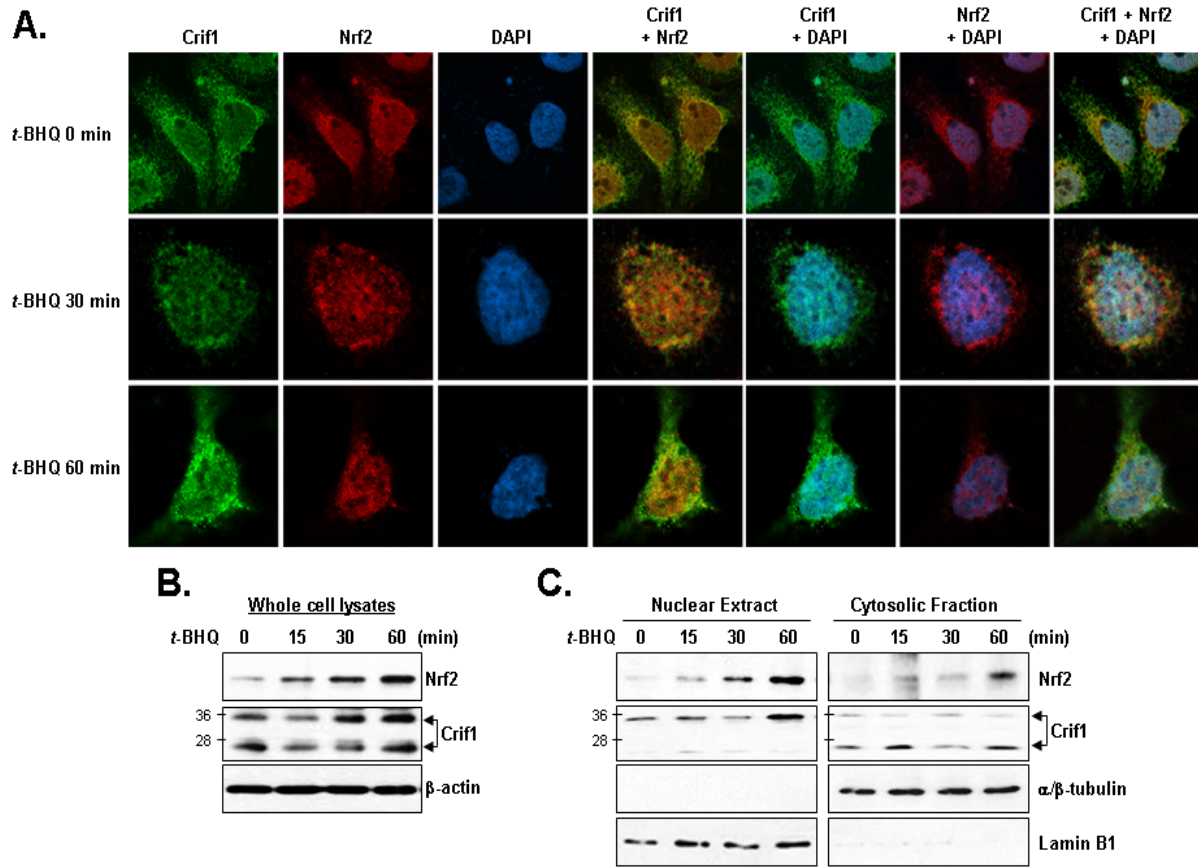 A.
Crif1 Nrf2 DAPI Crif1 + Nrf2 Crif1 + DAPI Nrf2 + DAPI Crif1 + Nrf2 + DAPI
t-BHQ 0 min
t-BHQ 30 min
t-BHQ 60 min
B.
Whole cell lysates
t-BHQ 0 15 30 60 (min)
Nrf2
36
28
Crif1
β-actin
C.
Nuclear Extract Cytosolic Fraction
t-BHQ 0 15 30 60 0 15 30 60 (min)
Nrf2
36
28
Crif1
α/β-tubulin
Lamin B1